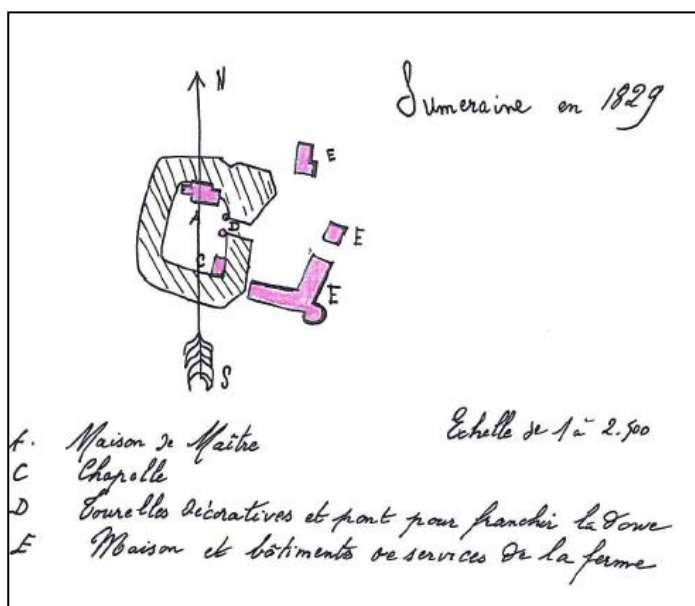 Sumeraine en 1829
N
E
A
D
E
C
E
S
Echelle de 1 à 2.500
A. Maison de Maître
C Chapelle
D Tourelles décoratives et pont pour franchir la douve
E Maison et bâtiments de services de la ferme